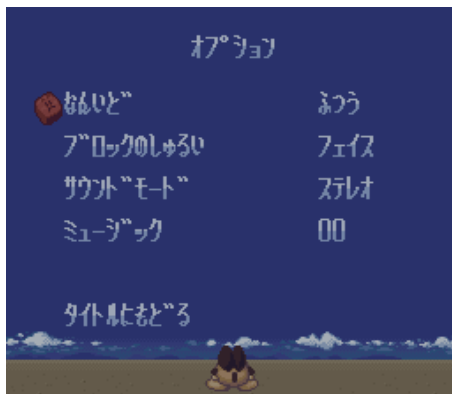 オプション
なんいど ふつう
ブロックのしゅるい フェイス
サウンドモード ステレオ
ミュージック 00
タイトルにもどる